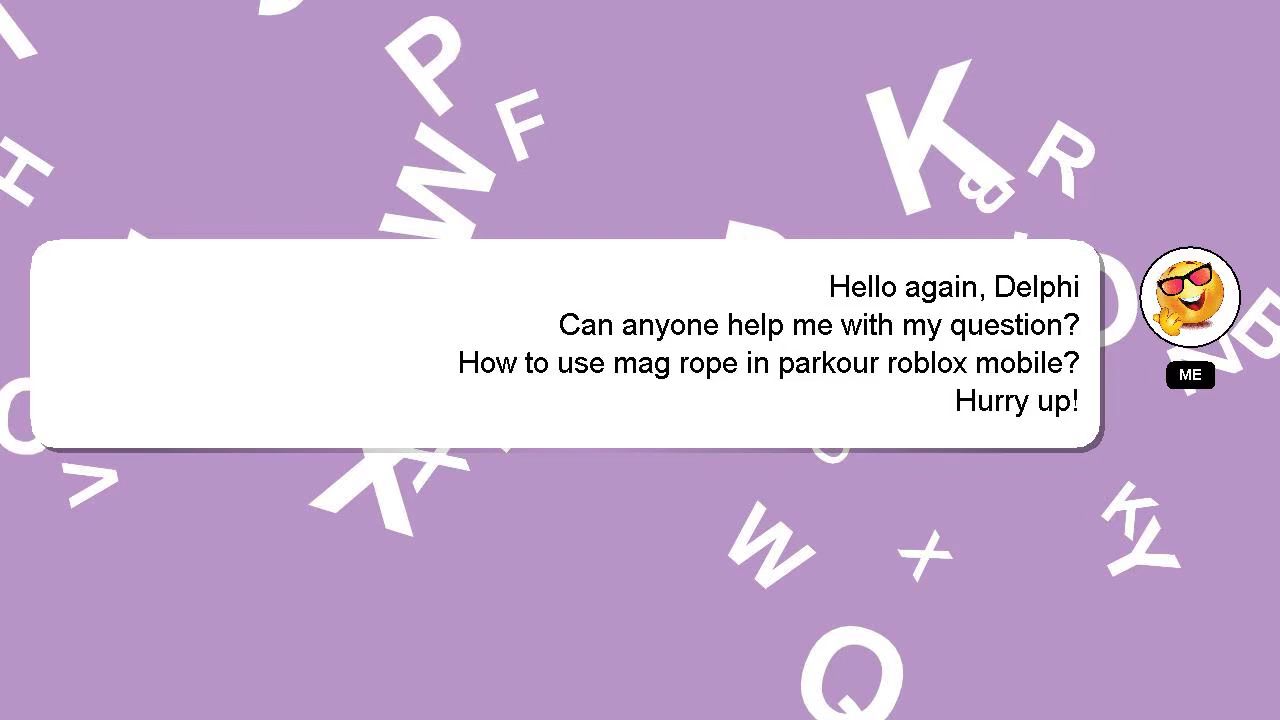 Hello again, Delphi
Can anyone help me with my question?
How to use mag rope in parkour roblox mobile?
Hurry up!
ME